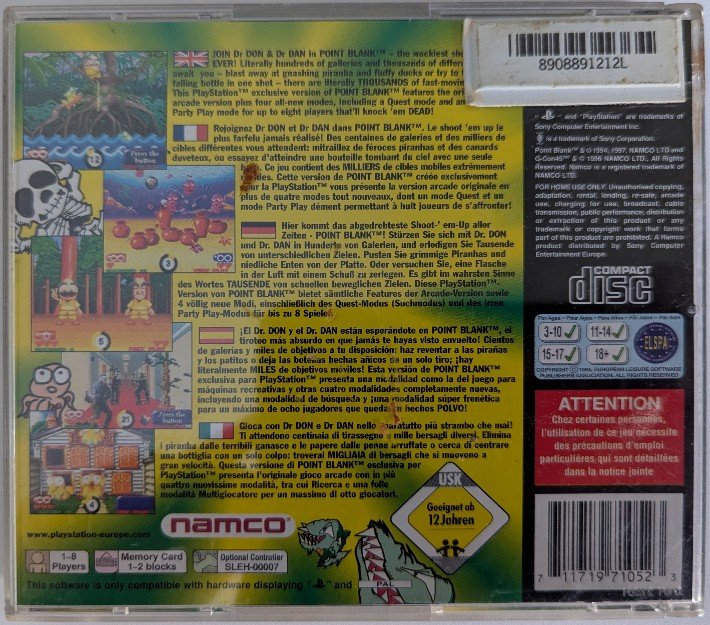 JOIN Dr DON & Dr DAN in POINT BLANK™ – the wackiest
EVER! Literally hundreds of galleries and thousands of
await you – blast away at gnashing piranha and fluffy ducks or try to
falling bottle in one shot – there are literally THOUSANDS of fast-moving
This PlayStation™ exclusive version of POINT BLANK™ features the
arcade version plus four all-new modes, including a Quest mode and
Party Play mode for up to eight players that'll knock 'em DEAD!
Rejoignez Dr DON et Dr DAN dans POINT BLANK™. Le shoot 'em up le
plus farfelu jamais réalisé! Des centaines de galeries et des milliers de
cibles différentes vous attendent: mitraillez de féroces piranhas et des canards
duveteux, ou essayez d'atteindre une bouteille tombant du ciel avec une seule
Ce jeu contient des MILLIERS de cibles mobiles extrêmement
Cette version de POINT BLANK™ créée exclusivement
la PlayStation™ vous présente la version arcade originale en
plus de quatre modes tout nouveaux, dont un mode Quest et un
mode Party Play dément permettant à huit joueurs de s'affronter!
Hier kommt das abgedrehteste Shoot-' em-Up aller
Zeiten - POINT BLANK™! Stürzen Sie sich mit Dr. DON
und Dr. DAN in Hunderte von Galerien, und erledigen Sie Tausende
von unterschiedlichen Zielen. Pusten Sie grimmige Piranhas und
niedliche Enten von der Platte. Oder versuchen Sie, eine Flasche
in der Luft mit einem Schuß zu zerlegen. Es gibt im wahrsten Sinne
des Wortes TAUSENDE von schnellen beweglichen Zielen. Diese PlayStation™-
Version von POINT BLANK™ bietet sämtliche Features der Arcade-Version sowie
4 völlig neue Modi, einschließlich des Quest-Modus (Suchmodus) und des irren
Party Play-Modus für bis zu 8 Spieler.
¡El Dr. DON y el Dr. DAN están esperándote en POINT BLANK™, el
tiroteo más absurdo en que jamás te hayas visto envuelto! Cientos
de galerías y miles de objetivos a tu disposición: haz reventar a las pirañas
y los patitos o deja las botellas hechas añicos de un solo tiro; ¡hay
literalmente MILES de objetivos móviles! Esta versión de POINT BLANK™
exclusiva para PlayStation™ presenta una modalidad como la del juego para
máquinas recreativas y otras cuatro modalidades completamente nuevas,
incluyendo una modalidad de búsqueda y ¡una modalidad súper frenética
para un máximo de ocho jugadores que quedarán hechos POLVO!
Gioca con Dr DON e Dr DAN nello sparatutto più strambo che mai!
Ti attendono centinaia di tirassegno e mille bersagli diversi. Elimina
i piranha dalle terribili ganasce e le papere dalle penne arruffate o cerca di centrare
una bottiglia con un solo colpo: troverai MIGLIAIA di bersagli che si muovono a
gran velocità. Questa versione di POINT BLANK™ esclusiva per
PlayStation™ presenta l'originale gioco arcade con in più
quattro nuovissime modalità, tra cui Ricerca e una folle
modalità Multigiocatore per un massimo di otto giocatori.
12
Press the
button
3
FREE PLAY
5
FREE PLAY
21
Press the
button
4
www.playstation-europe.com
namco
1-8
Players
Memory Card
1-2 blocks
Optional Controller
SLEH-00007
This software is only compatible with hardware displaying " " and
PAL
USK
Geeignet ab
12 Jahren
8908891212L
" " and "PlayStation" are trademarks of
Sony Computer Entertainment Inc.
is a trademark of Sony Corporation.
Point Blank™ & © 1994, 1997. NAMCO LTD and
G-Con45™ & © 1996 NAMCO LTD., All Rights
Reserved. Namco is a registered trademark of
NAMCO LTD.
FOR HOME USE ONLY. Unauthorised copying,
adaptation, rental, lending, re-sale, arcade
use, charging for use, broadcast, cable
transmission, public performance, distribution
or extraction of this product or any
trademark or copyright work that forms
part of this product are prohibited. A Namco
product distributed by Sony Computer
Entertainment Europe.
COMPACT
disc
For Ages - Pour Ages - Für Jahre - Per Age
3-10
11-14
15-17
18+
ELSPA
COPYRIGHT © 1996, EUROPEAN LEISURE SOFTWARE
PUBLISHERS ASSOCIATION. ALL RIGHTS RESERVED.
ATTENTION
Chez certaines personnes,
l'utilisation de ce jeu nécessite
des précautions d'emploi
particulières qui sont détaillées
dans la notice jointe
7 11719 71052 3